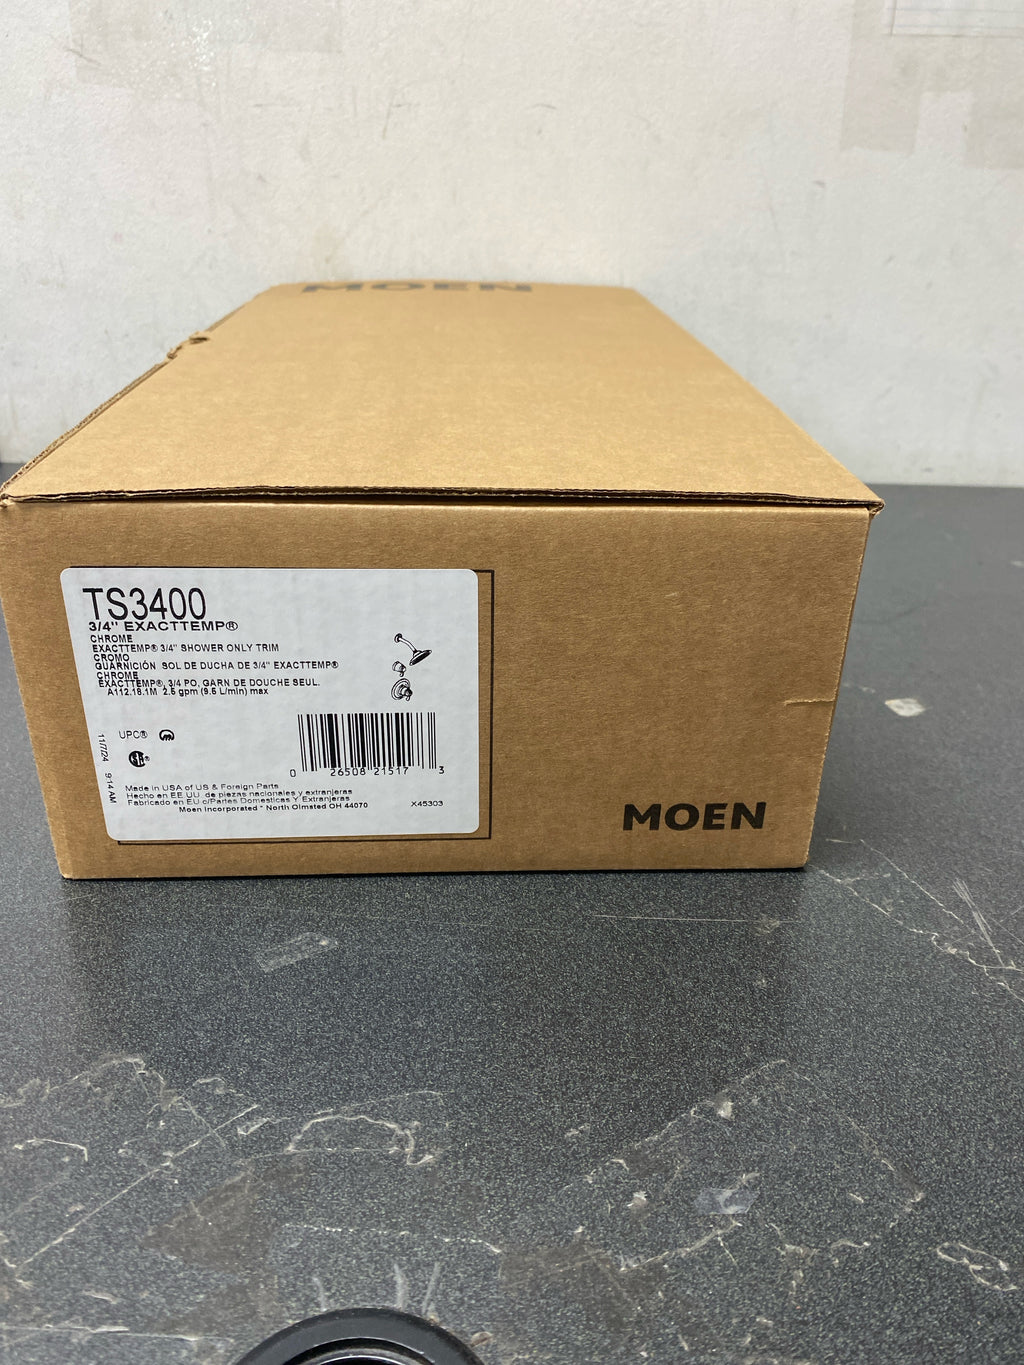 MOEN
TS3400
3/4" EXACTTEMP®
CHROME
EXACTTEMP® 3/4" SHOWER ONLY TRIM
CROMO
GUARNICIÓN SOL DE DUCHA DE 3/4" EXACTTEMP®
CHROME
EXACTTEMP®, 3/4 PO, GARN DE DOUCHE SEUL.
A112.18.1M 2.5 gpm (9.5 L/min) max
11/7/24 9:14 AM
UPC®
0 26508 21517 3
Made in USA of US & Foreign Parts
Hecho en EE UU de piezas nacionales y extranjeras
Fabricado en EU c/Partes Domesticas Y Extranjeras
Moen Incorporated * North Olmsted OH 44070
X45303
MOEN